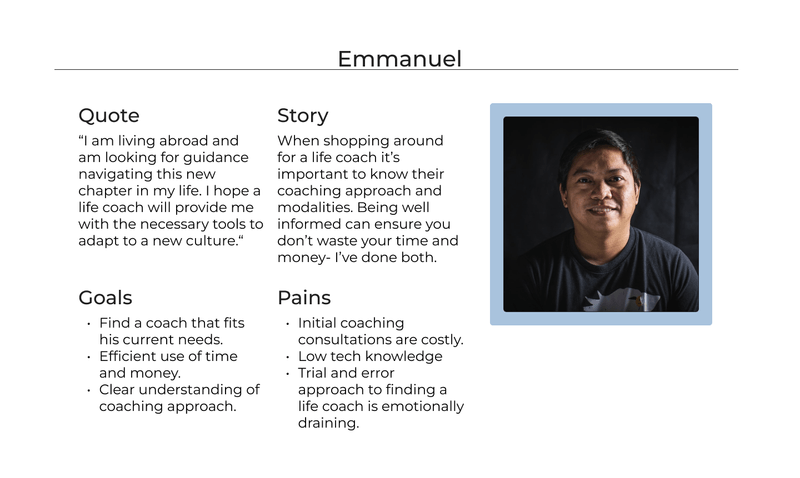 Emmanuel
Quote
“I am living abroad and
am looking for guidance
navigating this new
chapter in my life. I hope a
life coach will provide me
with the necessary tools to
adapt to a new culture.“
Story
When shopping around
for a life coach it’s
important to know their
coaching approach and
modalities. Being well
informed can ensure you
don’t waste your time and
money- I’ve done both.
Goals
• Find a coach that fits
his current needs.
• Efficient use of time
and money.
• Clear understanding of
coaching approach.
Pains
• Initial coaching
consultations are costly.
• Low tech knowledge
• Trial and error
approach to finding a
life coach is emotionally
draining.